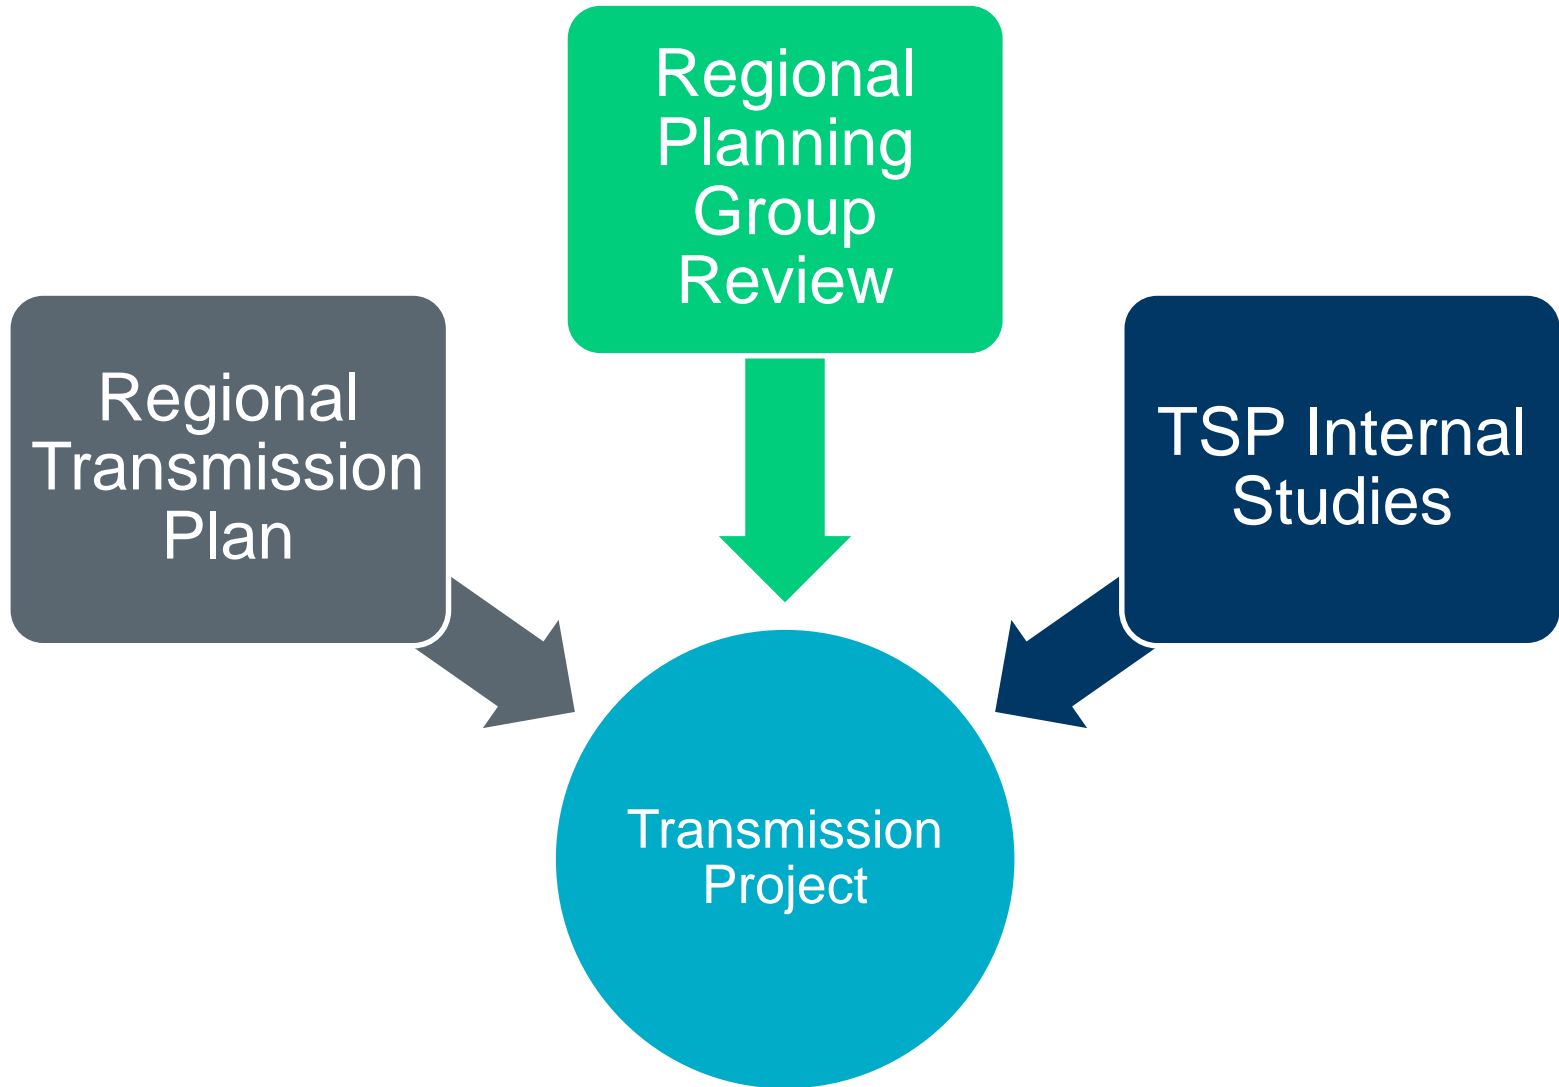 Regional
Planning
Group
Review
Regional
Transmission
Plan
TSP Internal
Studies
Transmission
Project